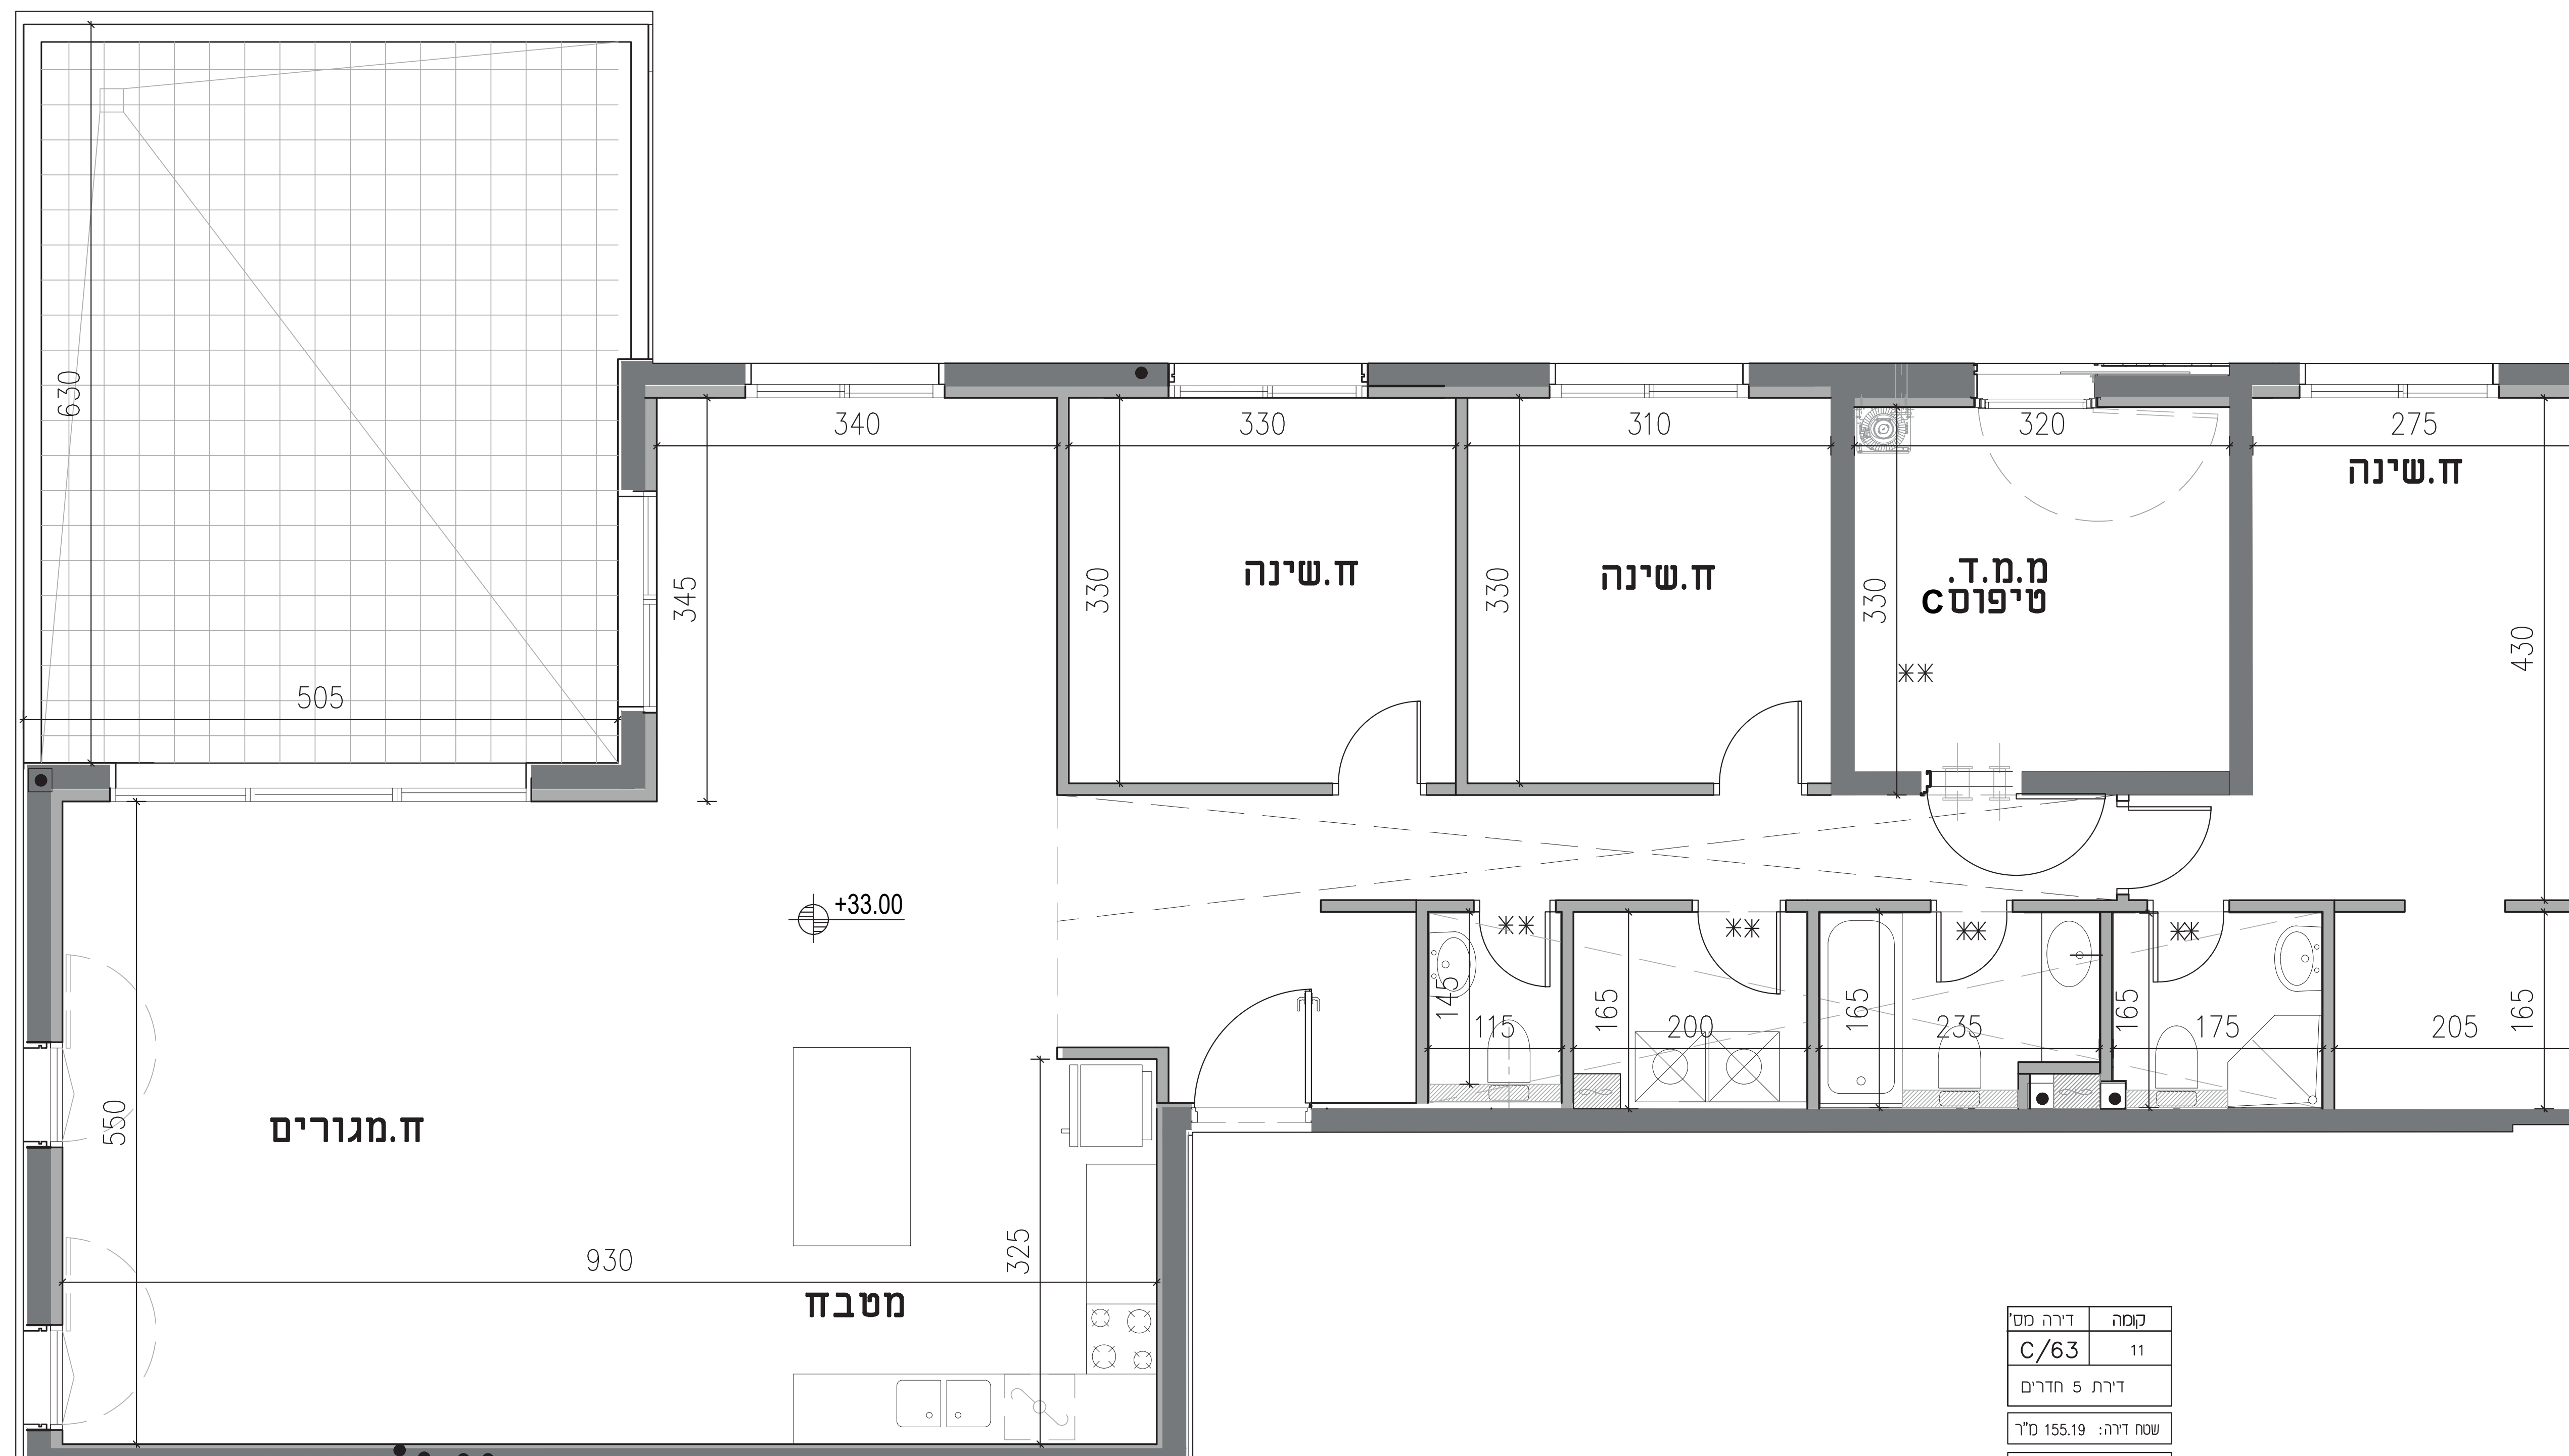 340
330
310
320
275
ח.שינה
630
345
330
ח.שינה
330
ח.שינה
330
מ.מ.ד.
טיפוסC
**
430
505
+33.00
**
**
**
**
145
115
165
200
165
235
165
175
165
205
550
ח.מגורים
930
325
מטבח
קומה דירה מס'
11 C/63
דירת 5 חדרים
שטח דירה: 155.19 מ"ר